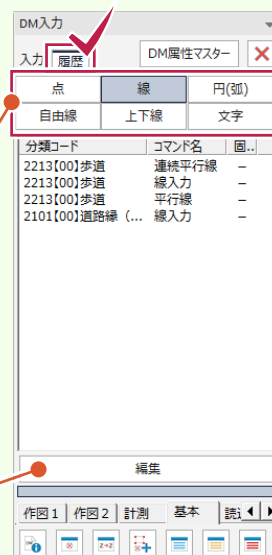 DM入力
入力 履歴 DM属性マスター
点 線 円(弧)
自由線 上下線 文字
分類コード コマンド名 固..
2213【00】歩道 連続平行線 −
2213【00】歩道 線入力 −
2213【00】歩道 平行線 −
2101【00】道路縁（... 線入力 −
編集
作図1 作図2 計測 基本